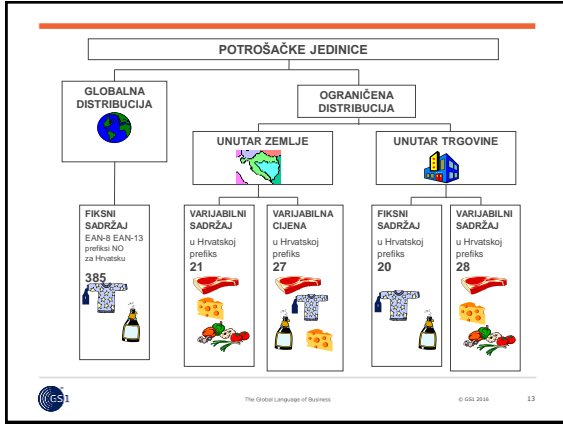 POTROŠAČKE JEDINICE
GLOBALNA
DISTRIBUCIJA
OGRANIČENA
DISTRIBUCIJA
UNUTAR ZEMLJE
UNUTAR TRGOVINE
FIKSNI
SADRŽAJ
EAN-8 EAN-13
prefiksi NO
za Hrvatsku
385
VARIJABILNI
SADRŽAJ
u Hrvatskoj
prefiks
21
VARIJABILNA
CIJENA
u Hrvatskoj
prefiks
27
FIKSNI
SADRŽAJ
u Hrvatskoj
prefiks
20
VARIJABILNI
SADRŽAJ
u Hrvatskoj
prefiks
28
GS1
The Global Language of Business
© GS1 2016
13